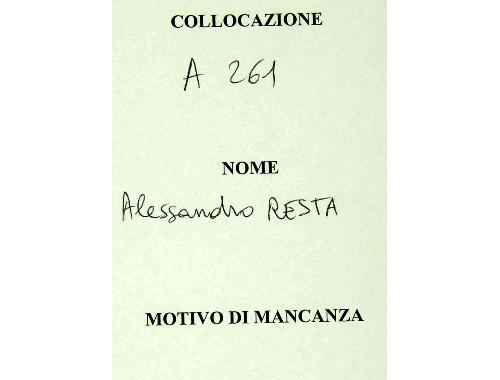 COLLOCAZIONE
A 261
NOME
Alessandro RESTA
MOTIVO DI MANCANZA